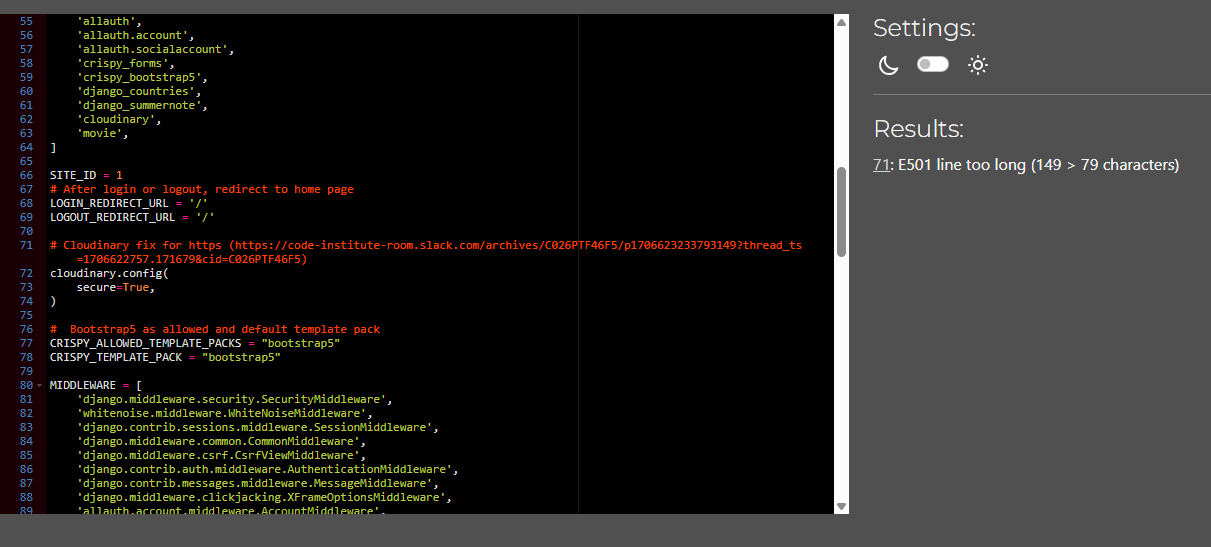 55 'allauth',
56 'allauth.account',
57 'allauth.socialaccount',
58 'crispy_forms',
59 'crispy_bootstrap5',
60 'django_countries',
61 'django_summernote',
62 'cloudinary',
63 'movie',
64 ]
65
66 SITE_ID = 1
67 # After login or logout, redirect to home page
68 LOGIN_REDIRECT_URL = '/'
69 LOGOUT_REDIRECT_URL = '/'
70
71 # Cloudinary fix for https (https://code-institute-room.slack.com/archives/C026PTF46F5/p1706623233793149?thread_ts
=1706622757.171679&cid=C026PTF46F5)
72 cloudinary.config(
73 secure=True,
74 )
75
76 #  Bootstrap5 as allowed and default template pack
77 CRISPY_ALLOWED_TEMPLATE_PACKS = "bootstrap5"
78 CRISPY_TEMPLATE_PACK = "bootstrap5"
79
80 MIDDLEWARE = [
81 'django.middleware.security.SecurityMiddleware',
82 'whitenoise.middleware.WhiteNoiseMiddleware',
83 'django.contrib.sessions.middleware.SessionMiddleware',
84 'django.middleware.common.CommonMiddleware',
85 'django.middleware.csrf.CsrfViewMiddleware',
86 'django.contrib.auth.middleware.AuthenticationMiddleware',
87 'django.contrib.messages.middleware.MessageMiddleware',
88 'django.middleware.clickjacking.XFrameOptionsMiddleware',
89 'allauth.account.middleware.AccountMiddleware',
Settings:
Results:
71: E501 line too long (149 > 79 characters)